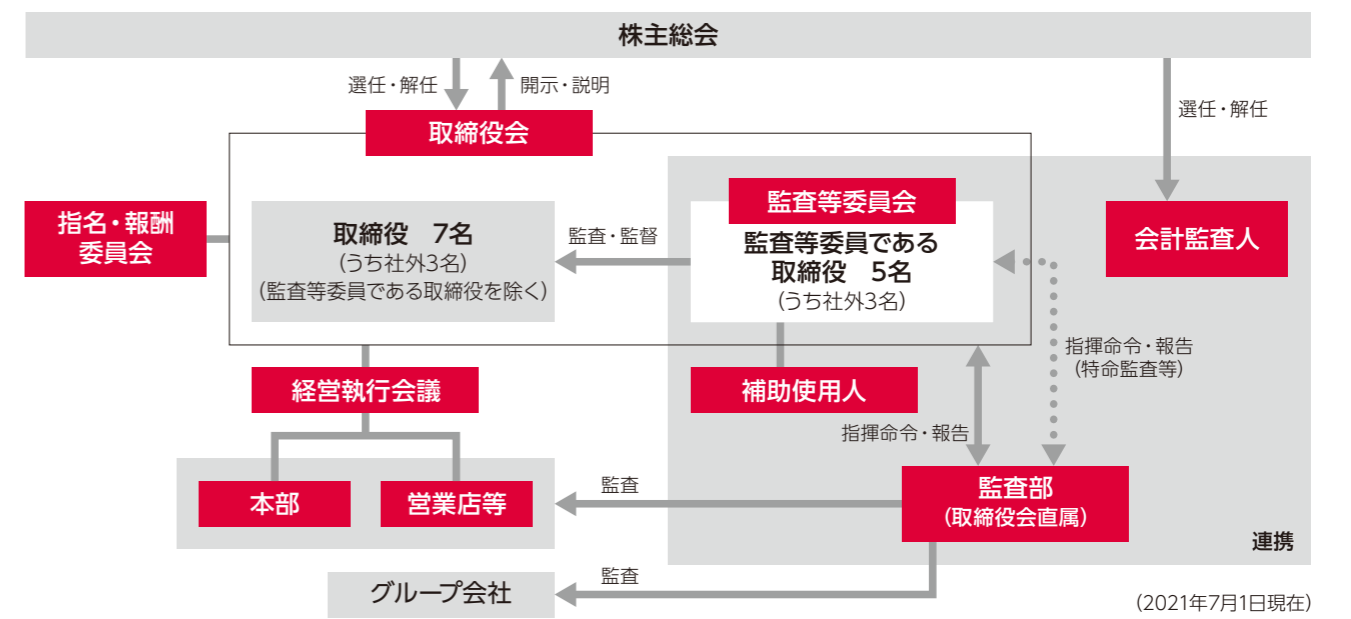 株主総会
選任・解任
開示・説明
選任・解任
取締役会
指名・報酬
委員会
取締役　7名
(うち社外3名)
(監査等委員である取締役を除く)
監査・監督
監査等委員会
監査等委員である
取締役　5名
(うち社外3名)
会計監査人
指揮命令・報告
(特命監査等)
経営執行会議
補助使用人
指揮命令・報告
本部
営業店等
監査
監査部
(取締役会直属)
連携
グループ会社
監査
(2021年7月1日現在)